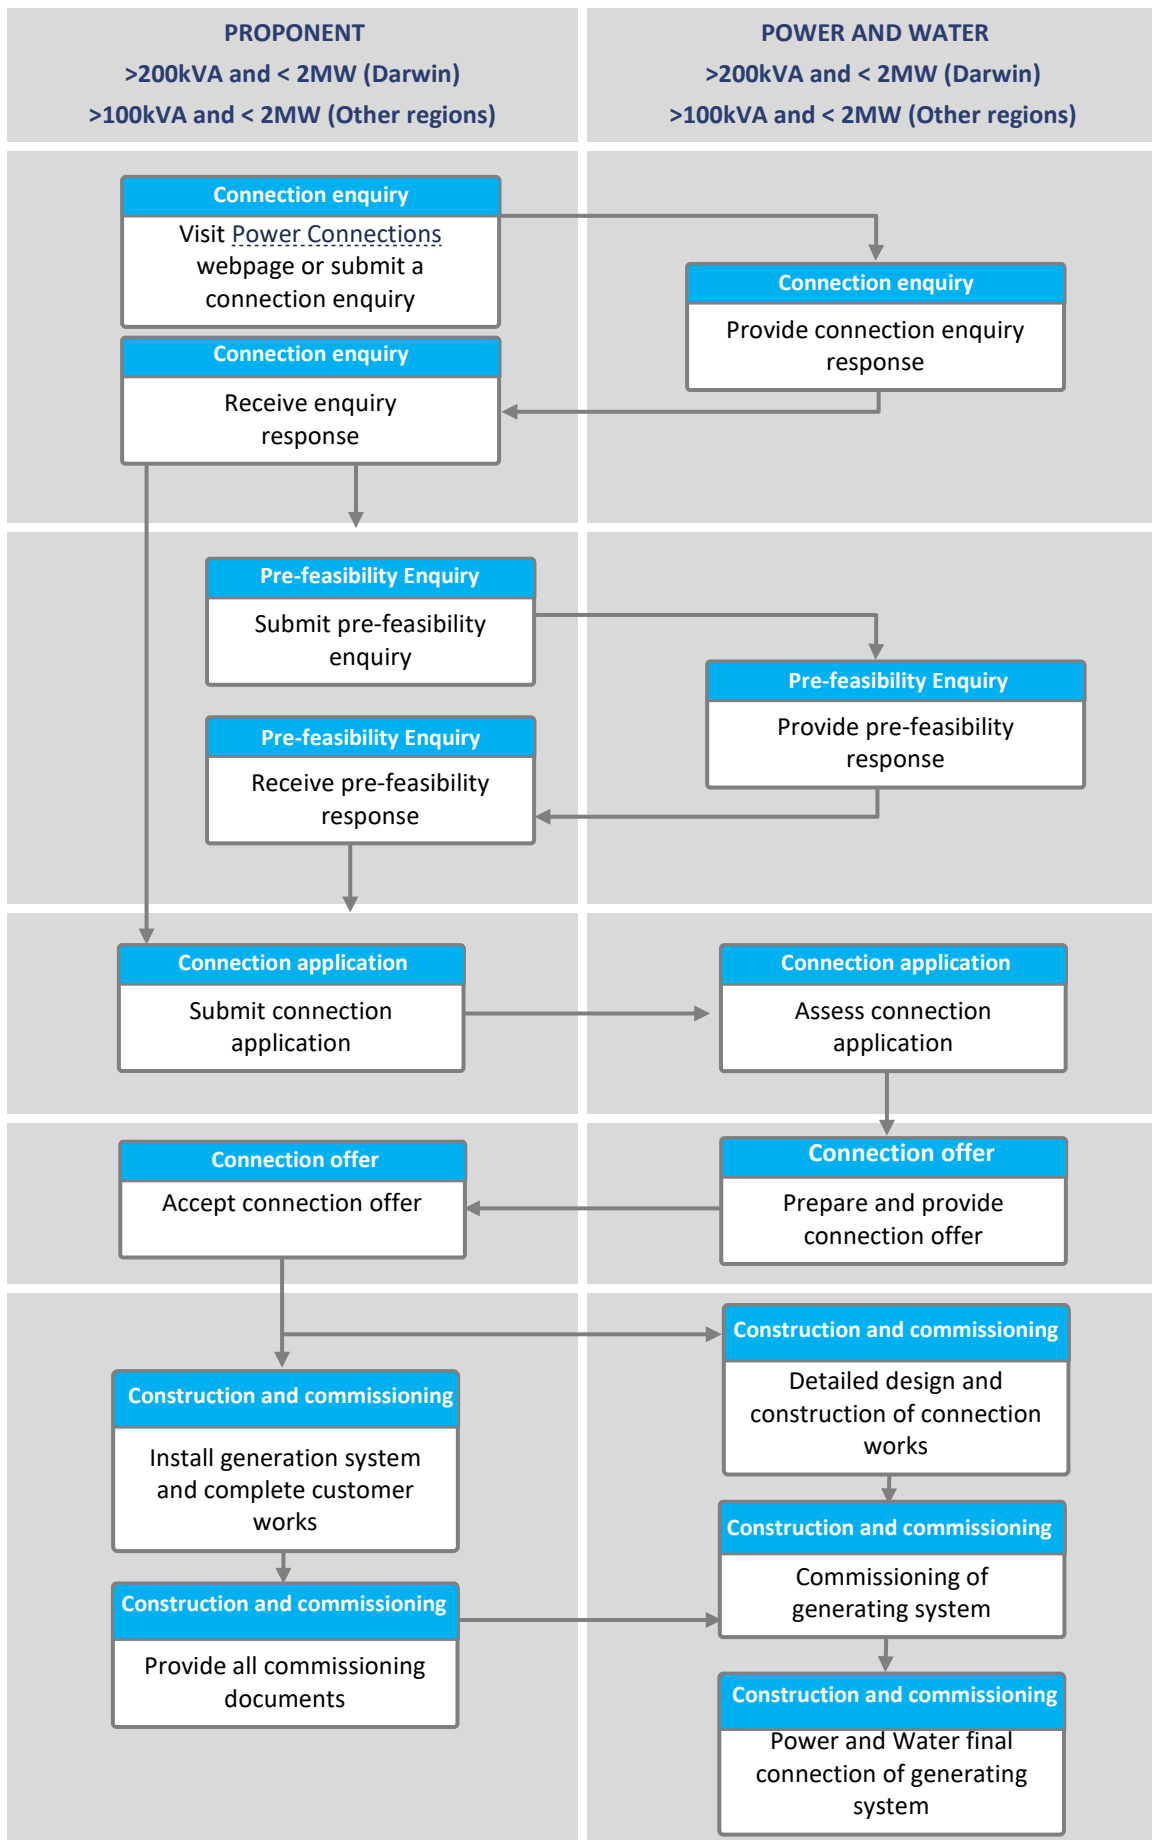 PROPONENT
>200kVA and < 2MW (Darwin)
>100kVA and < 2MW (Other regions)
POWER AND WATER
>200kVA and < 2MW (Darwin)
>100kVA and < 2MW (Other regions)
Connection enquiry
Visit Power Connections
webpage or submit a
connection enquiry
Connection enquiry
Provide connection enquiry
response
Connection enquiry
Receive enquiry
response
Pre-feasibility Enquiry
Submit pre-feasibility
enquiry
Pre-feasibility Enquiry
Provide pre-feasibility
response
Pre-feasibility Enquiry
Receive pre-feasibility
response
Connection application
Submit connection
application
Connection application
Assess connection
application
Connection offer
Accept connection offer
Connection offer
Prepare and provide
connection offer
Construction and commissioning
Detailed design and
construction of connection
works
Construction and commissioning
Install generation system
and complete customer
works
Construction and commissioning
Commissioning of
generating system
Construction and commissioning
Provide all commissioning
documents
Construction and commissioning
Power and Water final
connection of generating
system